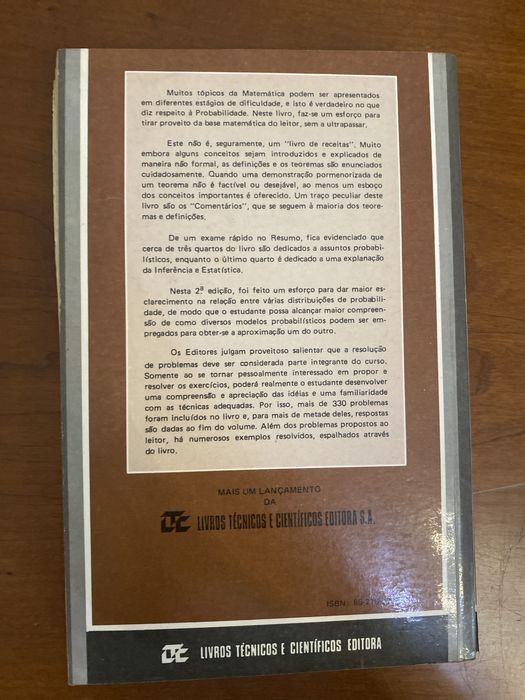 Muitos tópicos da Matemática podem ser apresentados
em diferentes estágios de dificuldade, e isto é verdadeiro no que
diz respeito à Probabilidade. Neste livro, faz-se um esforço para
tirar proveito da base matemática do leitor, sem a ultrapassar.
Este não é, seguramente, um "livro de receitas". Muito
embora alguns conceitos sejam introduzidos e explicados de
maneira não formal, as definições e os teoremas são enunciados
cuidadosamente. Quando uma demonstração pormenorizada de
um teorema não é factível ou desejável, ao menos um esboço
dos conceitos importantes é oferecido. Um traço peculiar deste
livro são os "Comentários", que se seguem à maioria dos teore-
mas e definições.
De um exame rápido no Resumo, fica evidenciado que
cerca de três quartos do livro são dedicados a assuntos probabi-
lísticos, enquanto o último quarto é dedicado a uma explanação
da Inferência e Estatística.
Nesta 2ª edição, foi feito um esforço para dar maior es-
clarecimento na relação entre várias distribuições de probabili-
dade, de modo que o estudante possa alcançar maior compreen-
são de como diversos modelos probabilísticos podem ser em-
pregados para obter-se a aproximação um do outro.
Os Editores julgam proveitoso salientar que a resolução
de problemas deve ser considerada parte integrante do curso.
Somente ao se tornar pessoalmente interessado em propor e
resolver os exercícios, poderá realmente o estudante desenvolver
uma compreensão e apreciação das idéias e uma familiaridade
com as técnicas adequadas. Por isso, mais de 330 problemas
foram incluídos no livro e, para mais de metade deles, respostas
são dadas ao fim do volume. Além dos problemas propostos ao
leitor, há numerosos exemplos resolvidos, espalhados através
do livro.
MAIS UM LANÇAMENTO
DA
LTC LIVROS TÉCNICOS E CIENTÍFICOS EDITORA S.A.
ISBN:
LTC LIVROS TÉCNICOS E CIENTÍFICOS EDITORA